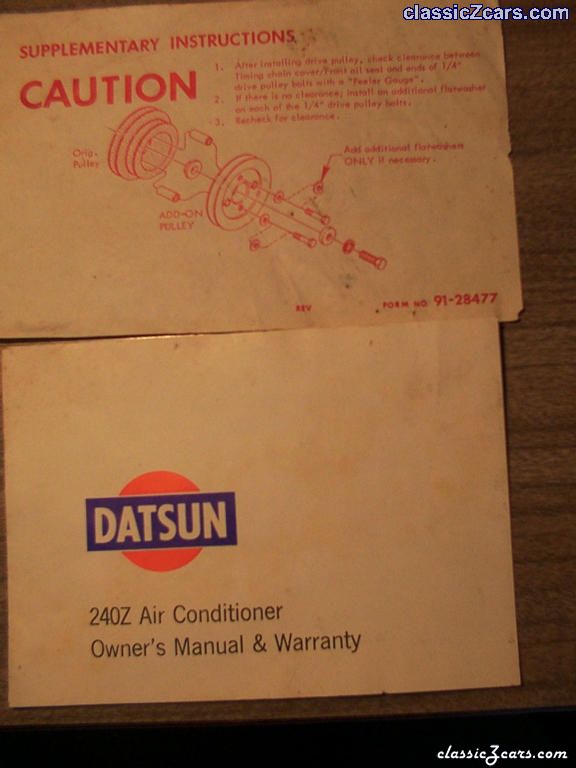 classicZcars.com
SUPPLEMENTARY INSTRUCTIONS
CAUTION
1. After installing drive pulley, check clearance between
Timing chain cover/Front oil seal and ends of 1/4"
drive pulley bolts with a "Feeler Gauge".
2. If there is no clearance; install an additional flatwasher
on each of the 1/4" drive pulley bolts.
3. Recheck for clearance.
Orig.
Pulley
Add additional flatwashers
ONLY if necessary.
ADD-ON
PULLEY
REV
FORM NO. 91-28477
DATSUN
240Z Air Conditioner
Owner's Manual & Warranty
classicZcars.com